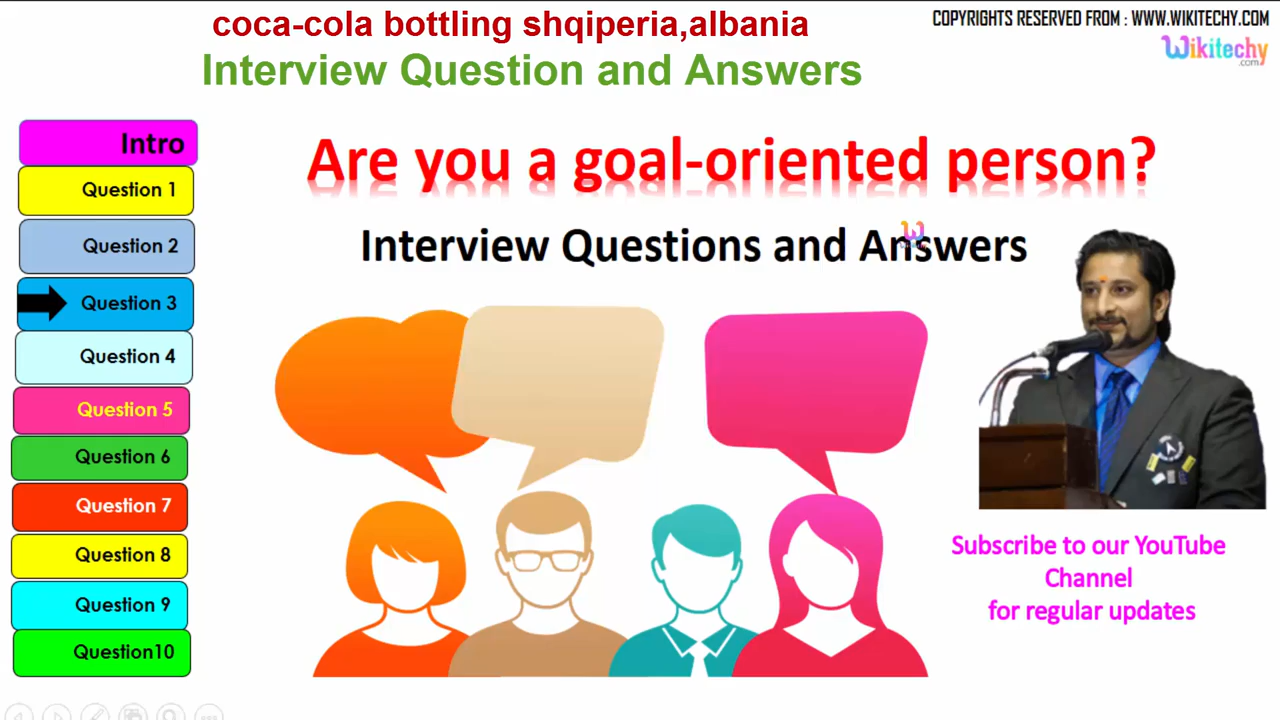 coca-cola bottling shqiperia,albania
Interview Question and Answers
COPYRIGHTS RESERVED FROM : WWW.WIKITECHY.COM
Wikitechy
.com
Intro
Question 1
Question 2
Question 3
Question 4
Question 5
Question 6
Question 7
Question 8
Question 9
Question10
Are you a goal-oriented person?
Interview Questions and Answers
Subscribe to our YouTube
Channel
for regular updates